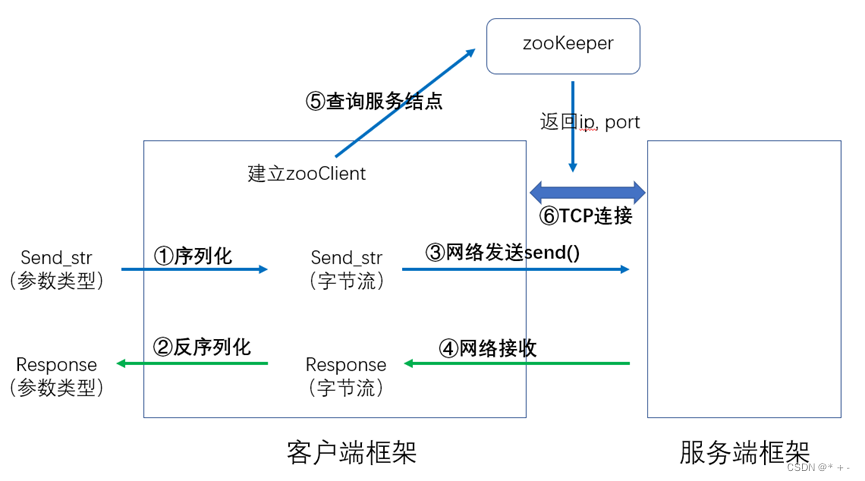 zooKeeper
⑤查询服务结点
返回ip, port
建立zooClient
⑥TCP连接
Send_str
（参数类型）
①序列化
Send_str
（字节流）
③网络发送send()
Response
（参数类型）
②反序列化
Response
（字节流）
④网络接收
客户端框架
服务端框架
CSDN @* + -